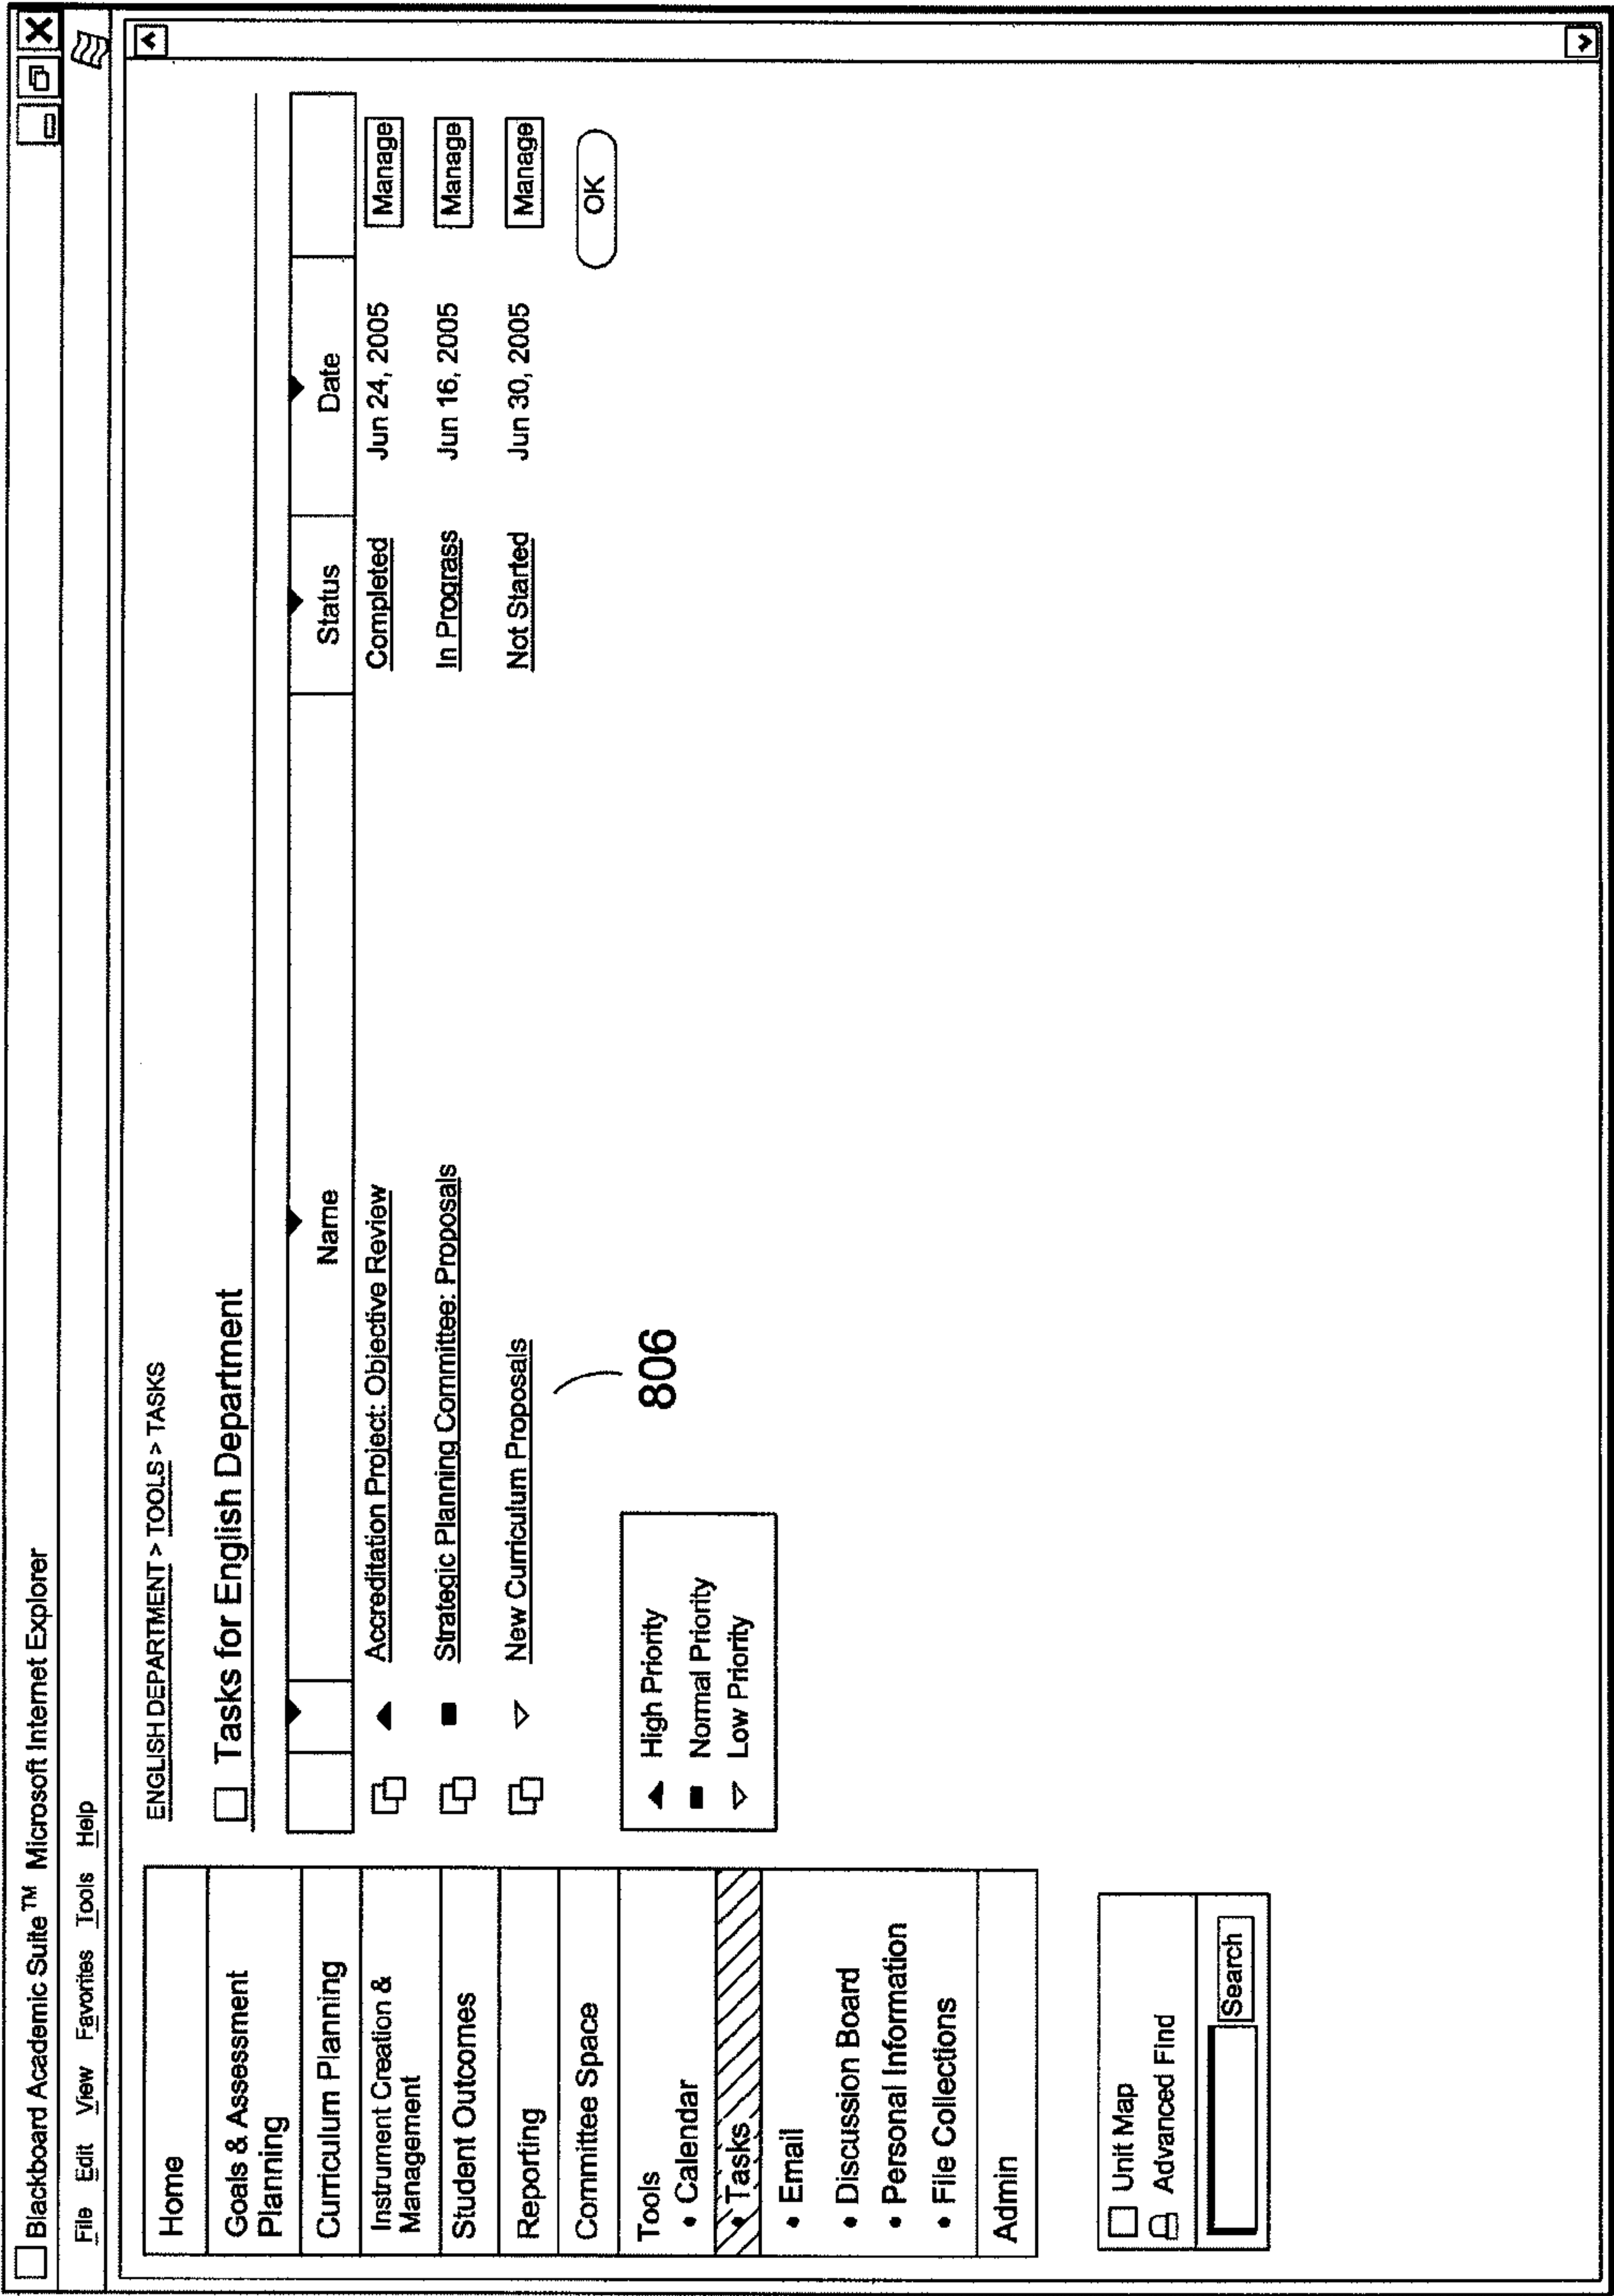 Blackboard Academic Suite™ Microsoft Internet Explorer
File Edit View Favorites Tools Help
Home
Goals & Assessment
Planning
Curriculum Planning
Instrument Creation &
Management
Student Outcomes
Reporting
Committee Space
Tools
• Calendar
• Tasks
• Email
• Discussion Board
• Personal Information
• File Collections
Admin
Unit Map
Advanced Find
Search
ENGLISH DEPARTMENT > TOOLS > TASKS
Tasks for English Department
Name Status Date
Accreditation Project: Objective Review Completed Jun 24, 2005 Manage
Strategic Planning Committee: Proposals In Prograss Jun 16, 2005 Manage
New Curriculum Proposals Not Started Jun 30, 2005 Manage
OK
806
High Priority
Normal Priority
Low Priority